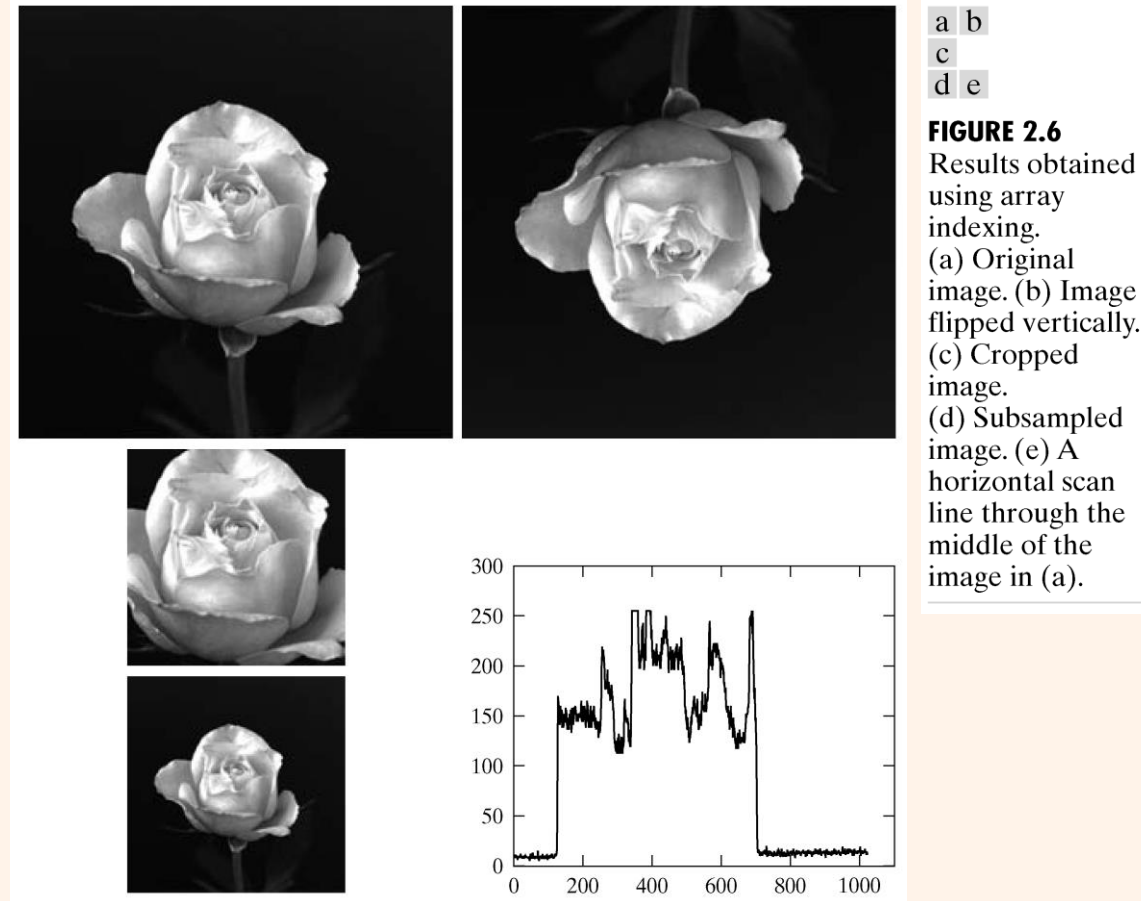 a b
c
d e
FIGURE 2.6
Results obtained
using array
indexing.
(a) Original
image. (b) Image
flipped vertically.
(c) Cropped
image.
(d) Subsampled
image. (e) A
horizontal scan
line through the
middle of the
image in (a).
300
250
200
150
100
50
0
0 200 400 600 800 1000